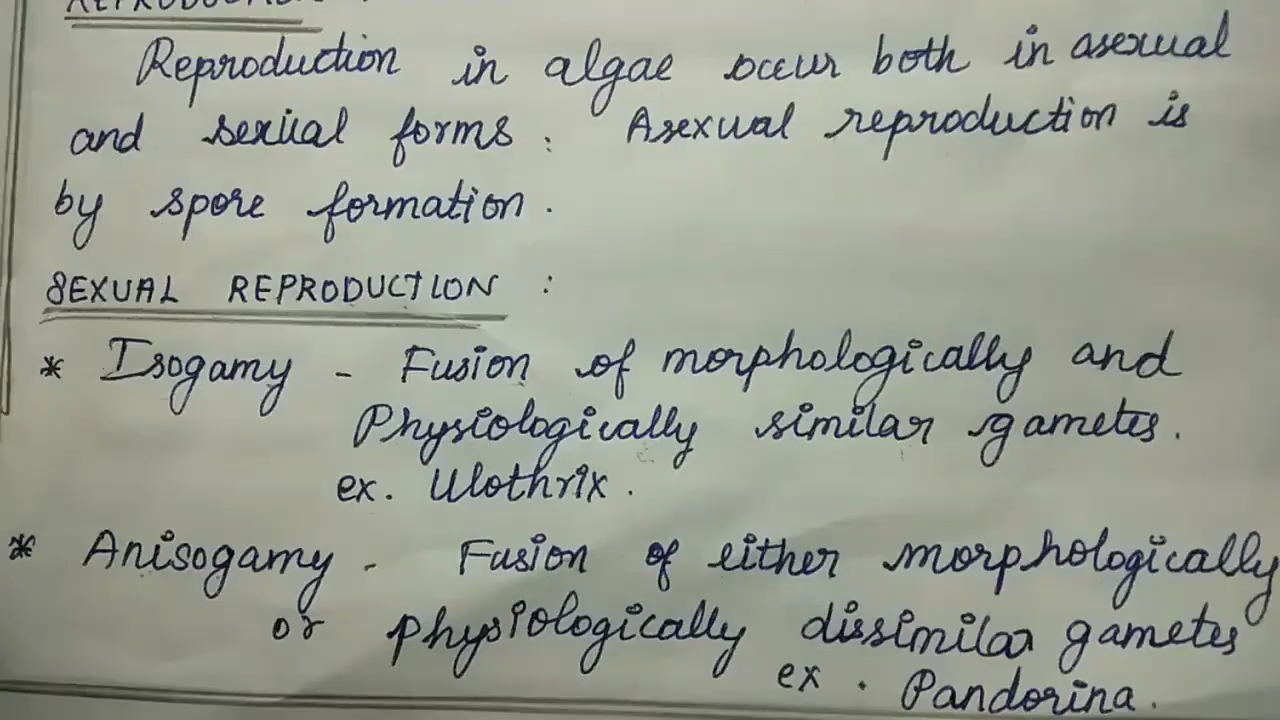 REPRODUCTION :
Reproduction in algae occur both in asexual
and sexual forms. Asexual reproduction is
by spore formation.
SEXUAL REPRODUCTION :
* Isogamy - Fusion of morphologically and
Physiologically similar gametes.
ex. Ulothrix.
* Anisogamy - Fusion of either morphologically
or physiologically dissimilar gametes
ex. Pandorina.